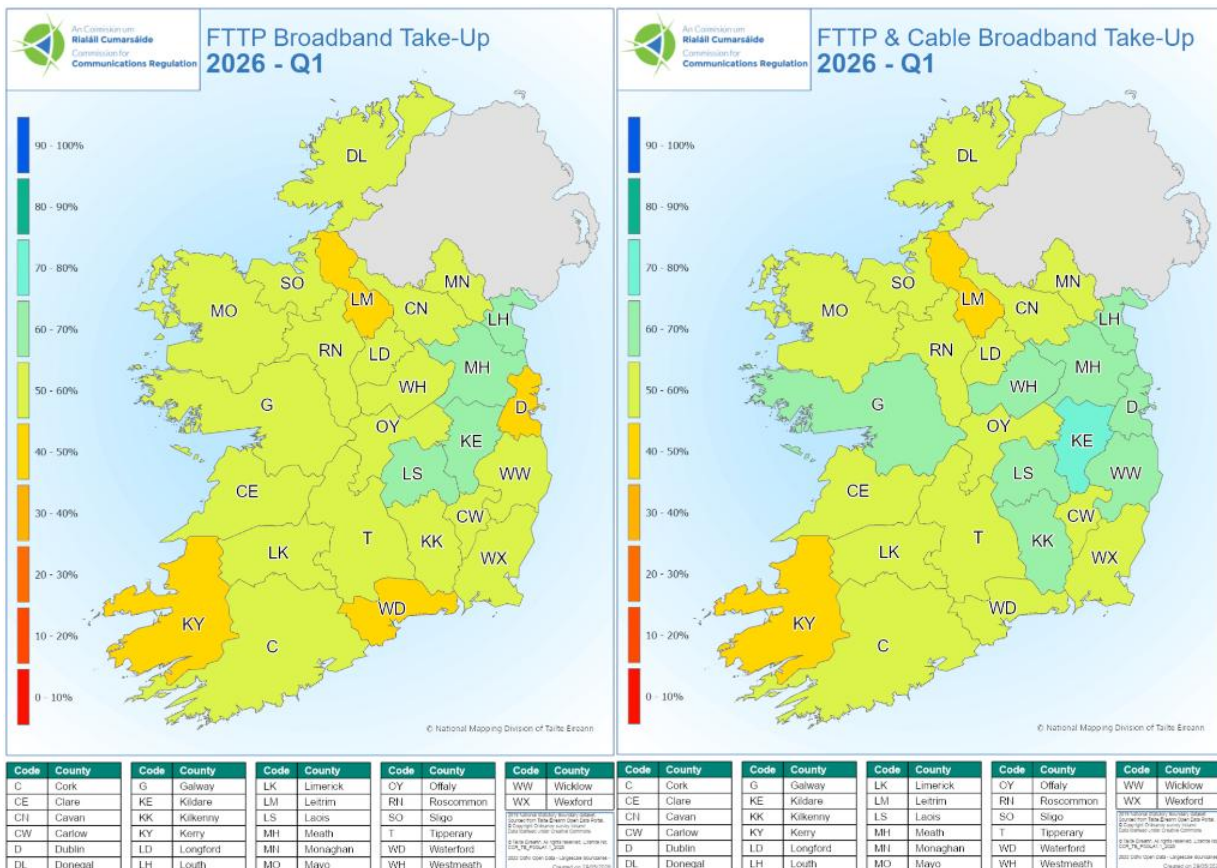 An Coimisiún um
Rialáil Cumarsáide
Commission for
Communications Regulation
FTTP Broadband Take-Up
2026 - Q1
90 - 100%
80 - 90%
70 - 80%
60 - 70%
50 - 60%
40 - 50%
30 - 40%
20 - 30%
10 - 20%
0 - 10%
DL
SO
MN
LM
MO
CN
LH
RN
LD
MH
WH
G
D
OY
KE
LS
WW
CE
CW
T
KK
LK
WX
WD
KY
C
© National Mapping Division of Tailte Éireann
Code County
C Cork
CE Clare
CN Cavan
CW Carlow
D Dublin
DL Donegal
Code County
G Galway
KE Kildare
KK Kilkenny
KY Kerry
LD Longford
LH Louth
Code County
LK Limerick
LM Leitrim
LS Laois
MH Meath
MN Monaghan
MO Mayo
Code County
OY Offaly
RN Roscommon
SO Sligo
T Tipperary
WD Waterford
WH Westmeath
Code County
WW Wicklow
WX Wexford
An Coimisiún um
Rialáil Cumarsáide
Commission for
Communications Regulation
FTTP & Cable Broadband Take-Up
2026 - Q1
90 - 100%
80 - 90%
70 - 80%
60 - 70%
50 - 60%
40 - 50%
30 - 40%
20 - 30%
10 - 20%
0 - 10%
DL
SO
MN
LM
MO
CN
LH
RN
LD
MH
WH
G
D
OY
KE
LS
WW
CE
CW
T
KK
LK
WX
WD
KY
C
© National Mapping Division of Tailte Éireann
Code County
C Cork
CE Clare
CN Cavan
CW Carlow
D Dublin
DL Donegal
Code County
G Galway
KE Kildare
KK Kilkenny
KY Kerry
LD Longford
LH Louth
Code County
LK Limerick
LM Leitrim
LS Laois
MH Meath
MN Monaghan
MO Mayo
Code County
OY Offaly
RN Roscommon
SO Sligo
T Tipperary
WD Waterford
WH Westmeath
Code County
WW Wicklow
WX Wexford